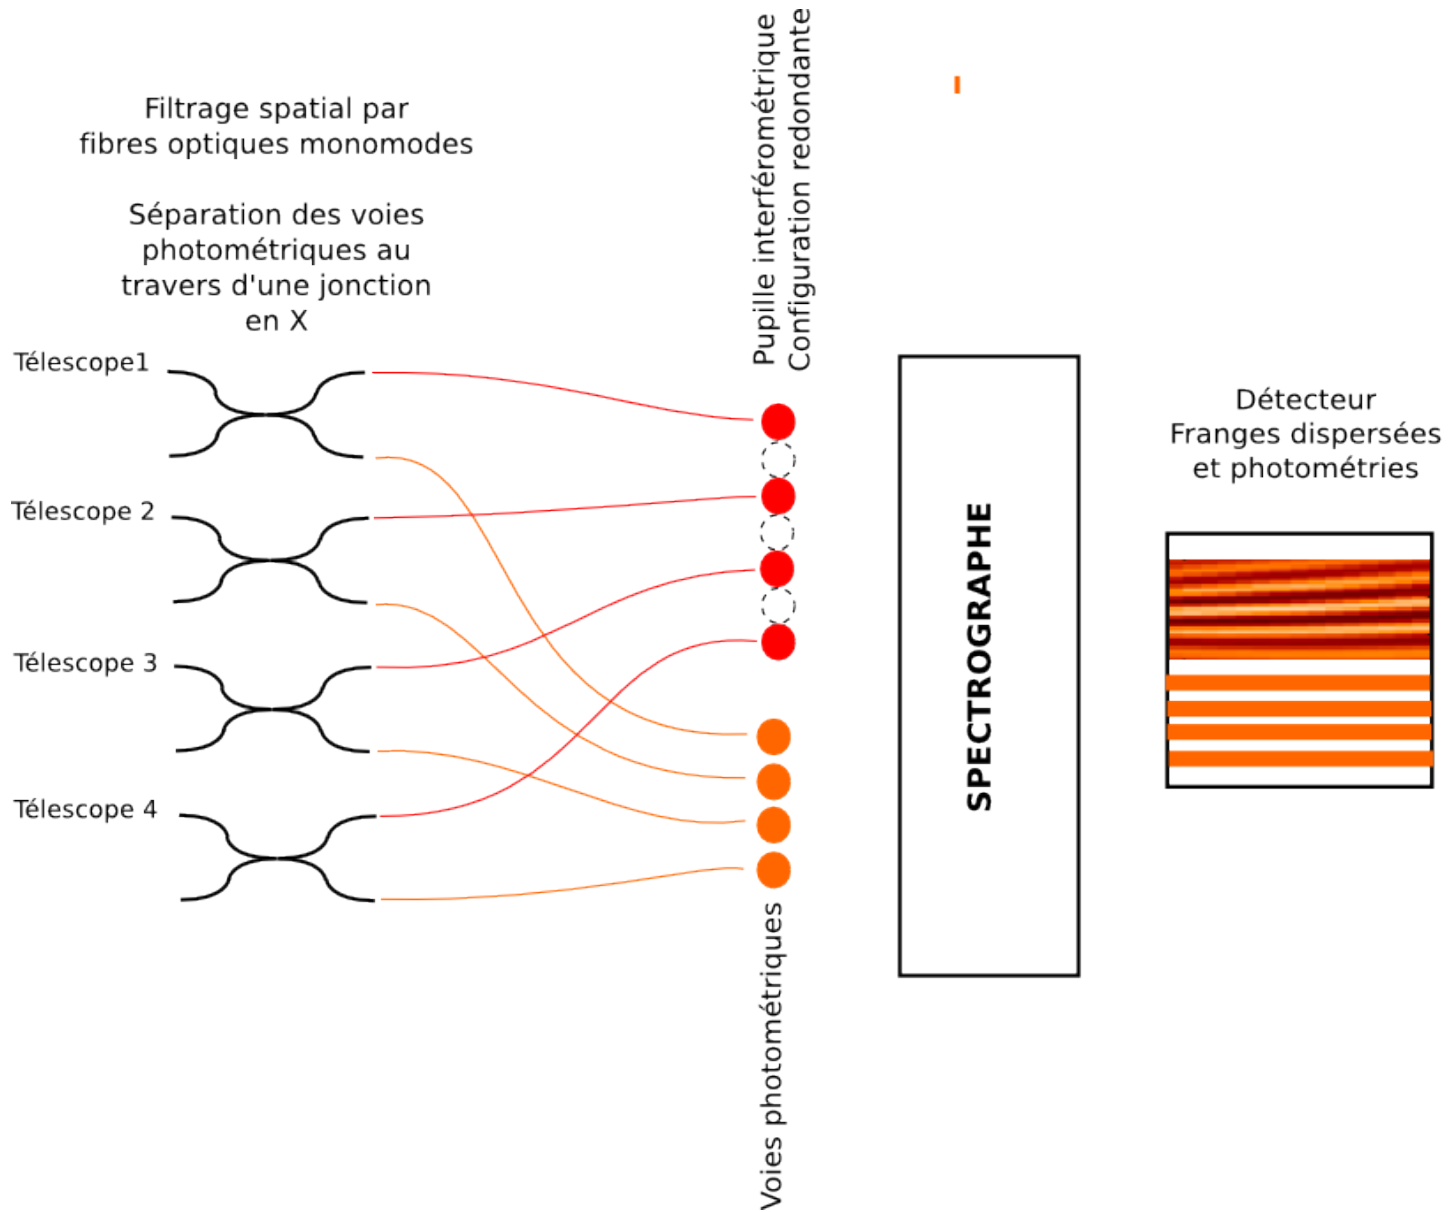 Filtrage spatial par
fibres optiques monomodes
Séparation des voies
photométriques au
travers d'une jonction
en X
Télescope1
Télescope 2
Télescope 3
Télescope 4
Pupille interférométrique
Configuration redondante
Voies photométriques
SPECTROGRAPHE
Détecteur
Franges dispersées
et photométries